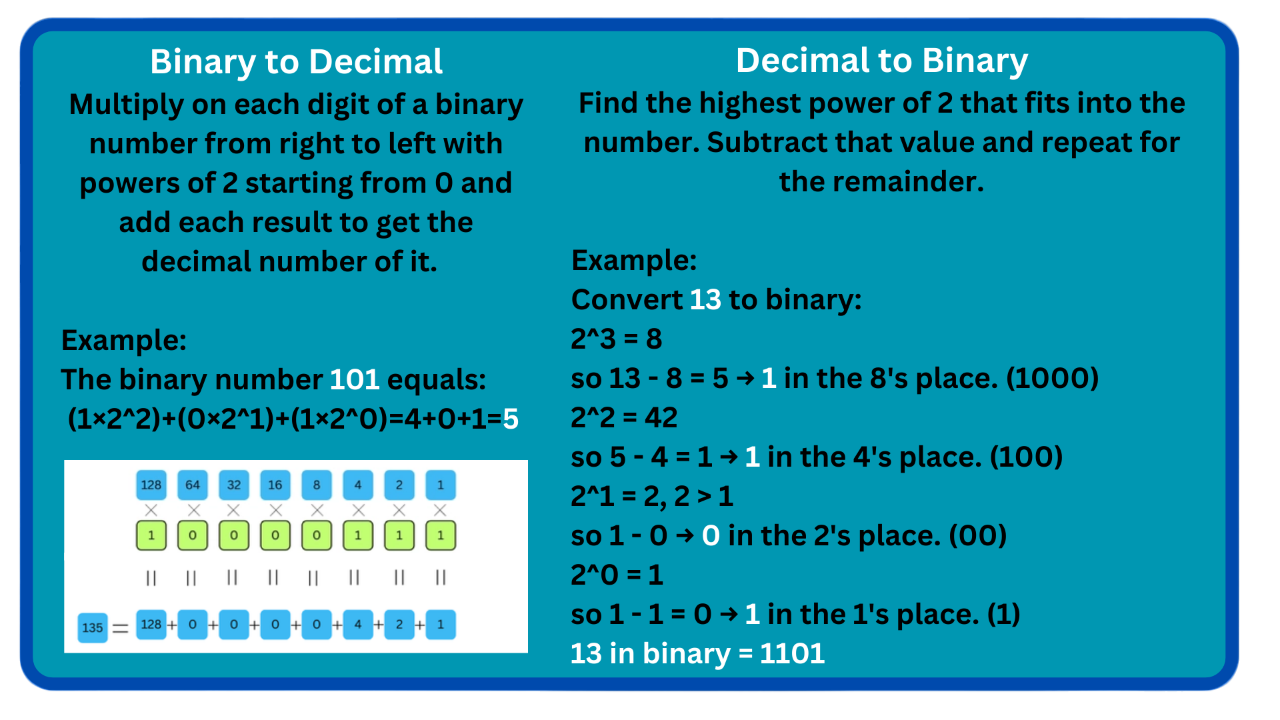 Binary to Decimal
Multiply on each digit of a binary
number from right to left with
powers of 2 starting from 0 and
add each result to get the
decimal number of it.
Example:
The binary number 101 equals:
(1×2^2)+(0×2^1)+(1×2^0)=4+0+1=5
128 64 32 16 8 4 2 1
× × × × × × × ×
1 0 0 0 0 1 1 1
|| || || || || || || ||
135 = 128 + 0 + 0 + 0 + 0 + 4 + 2 + 1
Decimal to Binary
Find the highest power of 2 that fits into the
number. Subtract that value and repeat for
the remainder.
Example:
Convert 13 to binary:
2^3 = 8
so 13 - 8 = 5 → 1 in the 8's place. (1000)
2^2 = 42
so 5 - 4 = 1 → 1 in the 4's place. (100)
2^1 = 2, 2 > 1
so 1 - 0 → 0 in the 2's place. (00)
2^0 = 1
so 1 - 1 = 0 → 1 in the 1's place. (1)
13 in binary = 1101